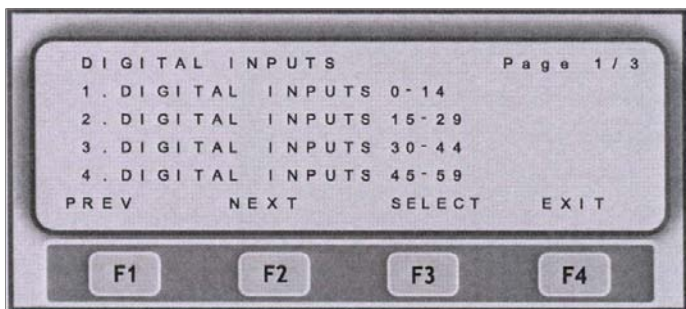 DIGITAL INPUTS Page 1/3
1.DIGITAL INPUTS 0-14
2.DIGITAL INPUTS 15-29
3.DIGITAL INPUTS 30-44
4.DIGITAL INPUTS 45-59
PREV NEXT SELECT EXIT
F1 F2 F3 F4